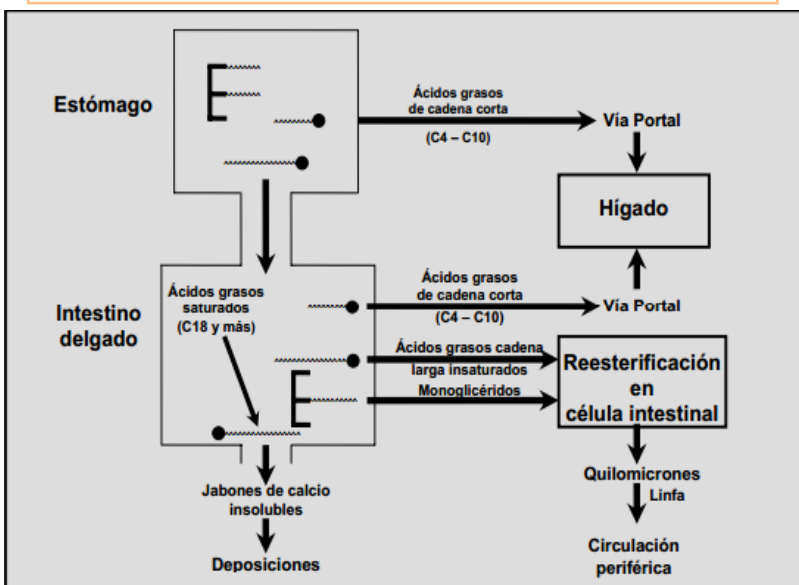 Estómago
Ácidos grasos
de cadena corta
(C4 – C10)
Vía Portal
Hígado
Intestino
delgado
Ácidos grasos
saturados
(C18 y más)
Ácidos grasos
de cadena corta
(C4 – C10)
Vía Portal
Ácidos grasos cadena
larga insaturados
Monoglicéridos
Reesterificación
en
célula intestinal
Quilomicrones
Linfa
Circulación
periférica
Jabones de calcio
insolubles
Deposiciones